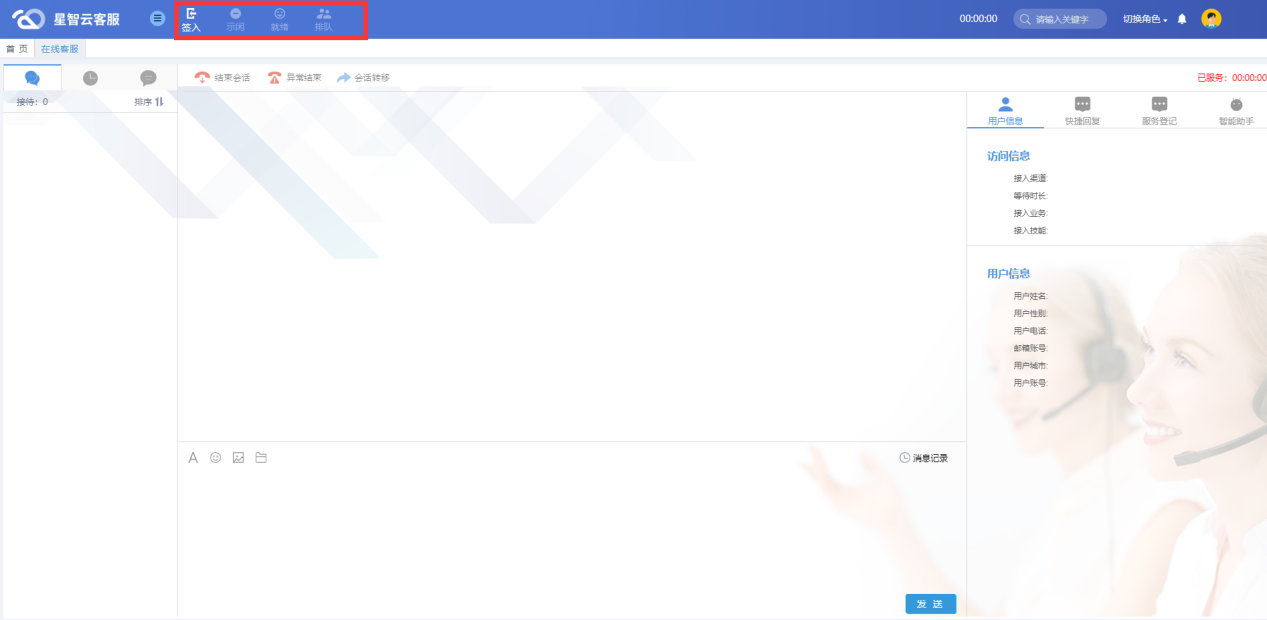 星智云客服
签入 示闲 就绪 排队
00:00:00 请输入关键字 切换角色
首 页 在线客服
结束会话 异常结束 会话转移 已服务：00:00:00
接待：0 排序
用户信息 快捷回复 服务登记 智能助手
访问信息
接入渠道:
等待时长:
接入业务:
接入技能:
用户信息
用户姓名:
用户性别:
用户电话:
邮箱账号:
用户城市:
用户账号:
A 消息记录
发 送